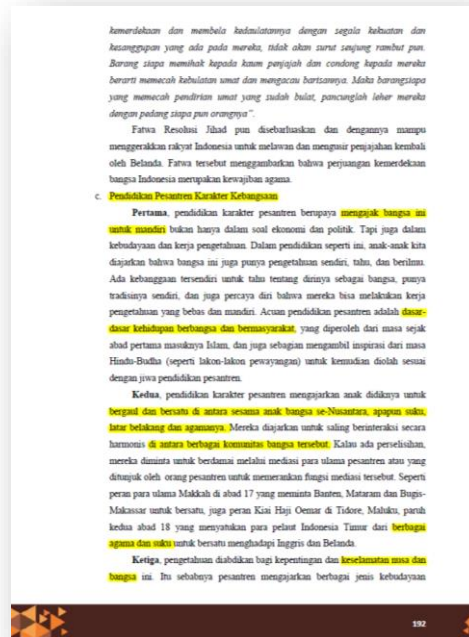 kemerdekaan dan membela kedaulatannya dengan segala kekuatan dan
kesanggupan yang ada pada mereka, tidak akan surut seujung rambut pun.
Barang siapa memihak kepada kaum penjajah dan condong kepada mereka
berarti memecah kebulatan umat dan mengacau barisannya. Maka barangsiapa
yang memecah pendirian umat yang sudah bulat, pancunglah leher mereka
dengan pedang siapa pun orangnya".
Fatwa Resolusi Jihad pun disebarluaskan dan dengannya mampu
menggerakkan rakyat Indonesia untuk melawan dan mengusir penjajahan kembali
oleh Belanda. Fatwa tersebut menggambarkan bahwa perjuangan kemerdekaan
bangsa Indonesia merupakan kewajiban agama.
c. Pendidikan Pesantren Karakter Kebangsaan
Pertama, pendidikan karakter pesantren berupaya mengajak bangsa ini
untuk mandiri bukan hanya dalam soal ekonomi dan politik. Tapi juga dalam
kebudayaan dan kerja pengetahuan. Dalam pendidikan seperti ini, anak-anak kita
diajarkan bahwa bangsa ini juga punya pengetahuan sendiri, tahu, dan berilmu.
Ada kebanggaan tersendiri untuk tahu tentang dirinya sebagai bangsa, punya
tradisinya sendiri, dan juga percaya diri bahwa mereka bisa melakukan kerja
pengetahuan yang bebas dan mandiri. Acuan pendidikan pesantren adalah dasar-
dasar kehidupan berbangsa dan bermasyarakat, yang diperoleh dari masa sejak
abad pertama masuknya Islam, dan juga sebagian mengambil inspirasi dari masa
Hindu-Budha (seperti lakon-lakon pewayangan) untuk kemudian diolah sesuai
dengan jiwa pendidikan pesantren.
Kedua, pendidikan karakter pesantren mengajarkan anak didiknya untuk
bergaul dan bersatu di antara sesama anak bangsa se-Nusantara, apapun suku,
latar belakang dan agamanya. Mereka diajarkan untuk saling berinteraksi secara
harmonis di antara berbagai komunitas bangsa tersebut. Kalau ada perselisihan,
mereka diminta untuk berdamai melalui mediasi para ulama pesantren atau yang
ditunjuk oleh orang pesantren untuk memerankan fungsi mediasi tersebut. Seperti
peran para ulama Makkah di abad 17 yang meminta Banten, Mataram dan Bugis-
Makassar untuk bersatu, juga peran Kiai Haji Oemar di Tidore, Maluku, paruh
kedua abad 18 yang menyatukan para pelaut Indonesia Timur dari berbagai
agama dan suku untuk bersatu menghadapi Inggris dan Belanda.
Ketiga, pengetahuan diabdikan bagi kepentingan dan keselamatan nusa dan
bangsa ini. Itu sebabnya pesantren mengajarkan berbagai jenis kebudayaan
192